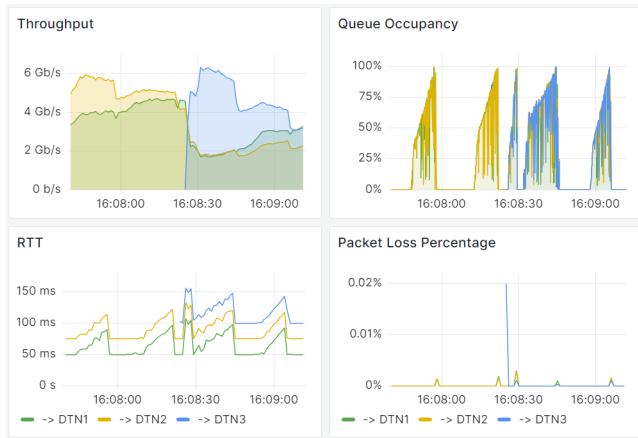 Throughput
6 Gb/s
4 Gb/s
2 Gb/s
0 b/s
16:08:00 16:08:30 16:09:00
Queue Occupancy
100%
75%
50%
25%
0%
16:08:00 16:08:30 16:09:00
RTT
150 ms
100 ms
50 ms
0 s
16:08:00 16:08:30 16:09:00
-> DTN1 -> DTN2 -> DTN3
Packet Loss Percentage
0.02%
0.01%
0%
16:08:00 16:08:30 16:09:00
-> DTN1 -> DTN2 -> DTN3